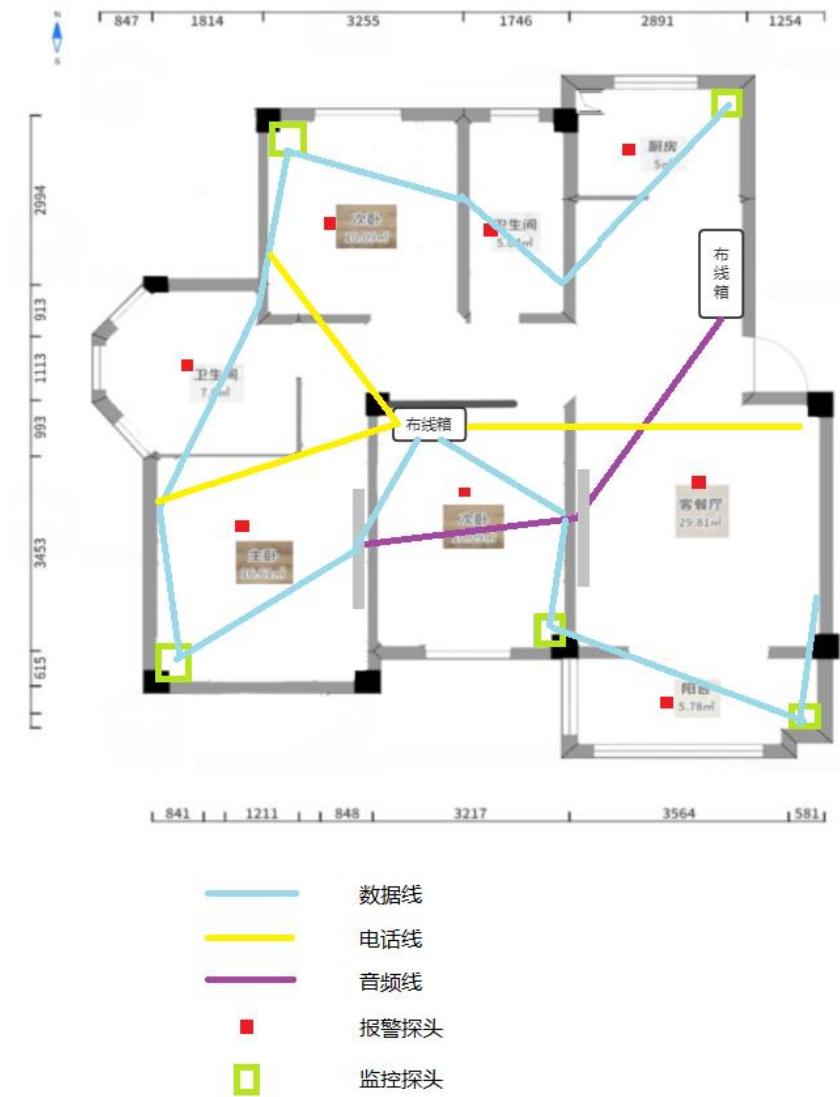 N
S
847 1814 3255 1746 2891 1254
2994
913
1113
993
3453
615
厨房
次卧
卫生间
布线箱
卫生间
布线箱
次卧
客餐厅
29.81㎡
主卧
阳台
5.78㎡
841 1211 848 3217 3564 581
数据线
电话线
音频线
报警探头
监控探头